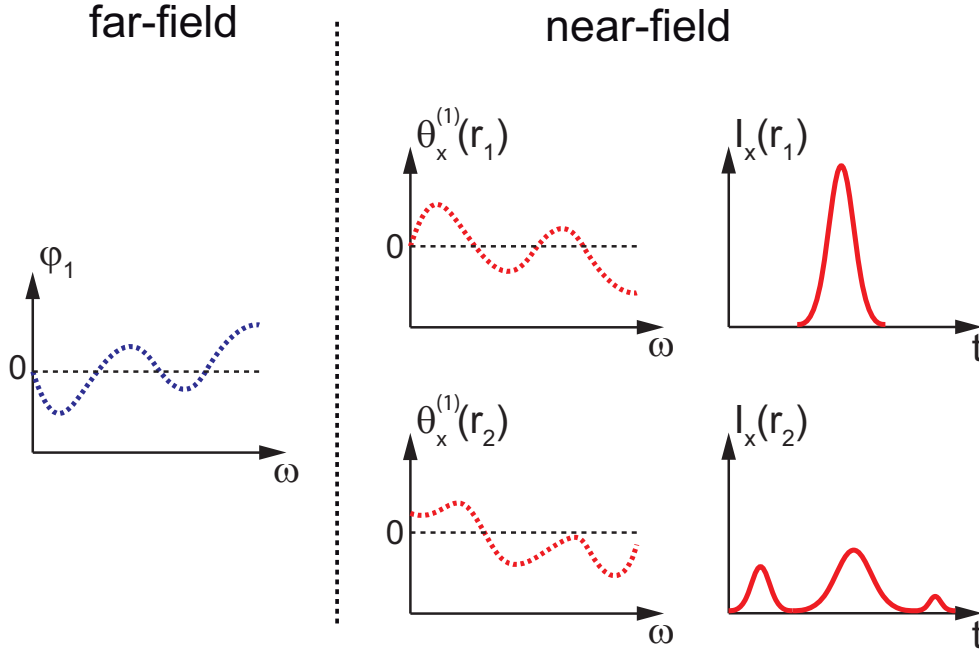 far-field
near-field
θₓ⁽¹⁾(r₁)
Iₓ(r₁)
0
ω
t
φ₁
0
ω
θₓ⁽¹⁾(r₂)
Iₓ(r₂)
0
ω
t